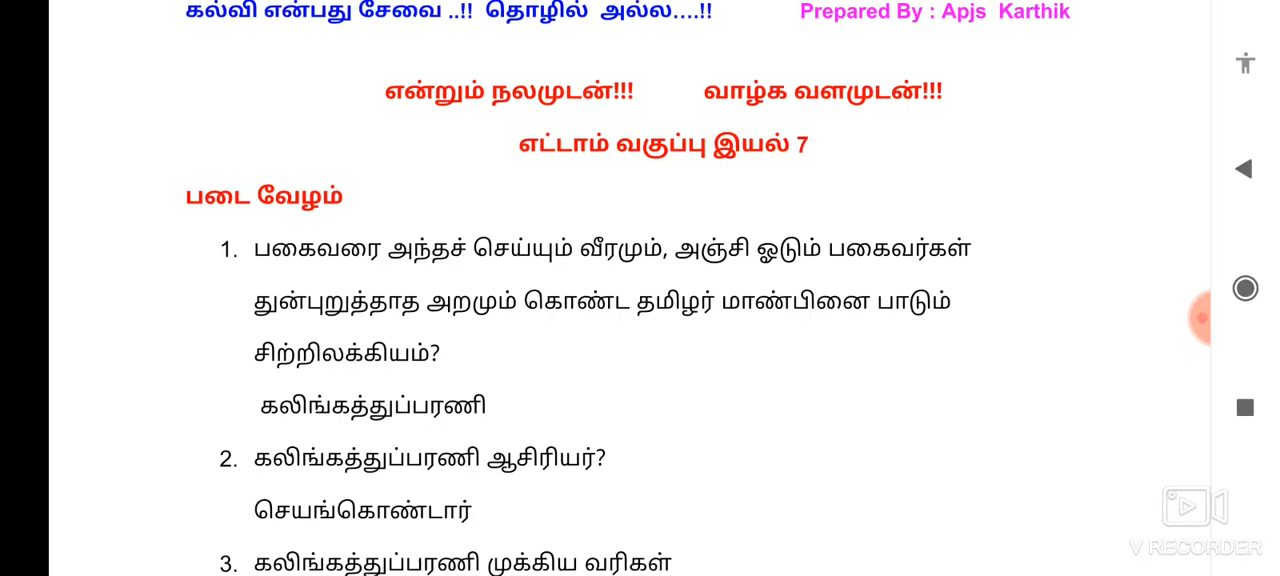 கல்வி என்பது சேவை ..!! தொழில் அல்ல....!! Prepared By : Apjs Karthik
என்றும் நலமுடன்!!! வாழ்க வளமுடன்!!!
எட்டாம் வகுப்பு இயல் 7
படை வேழம்
1. பகைவரை அந்தச் செய்யும் வீரமும், அஞ்சி ஓடும் பகைவர்கள்
துன்புறுத்தாத அறமும் கொண்ட தமிழர் மாண்பினை பாடும்
சிற்றிலக்கியம்?
கலிங்கத்துப்பரணி
2. கலிங்கத்துப்பரணி ஆசிரியர்?
செயங்கொண்டார்
3. கலிங்கத்துப்பரணி முக்கிய வரிகள்
V RECORDER